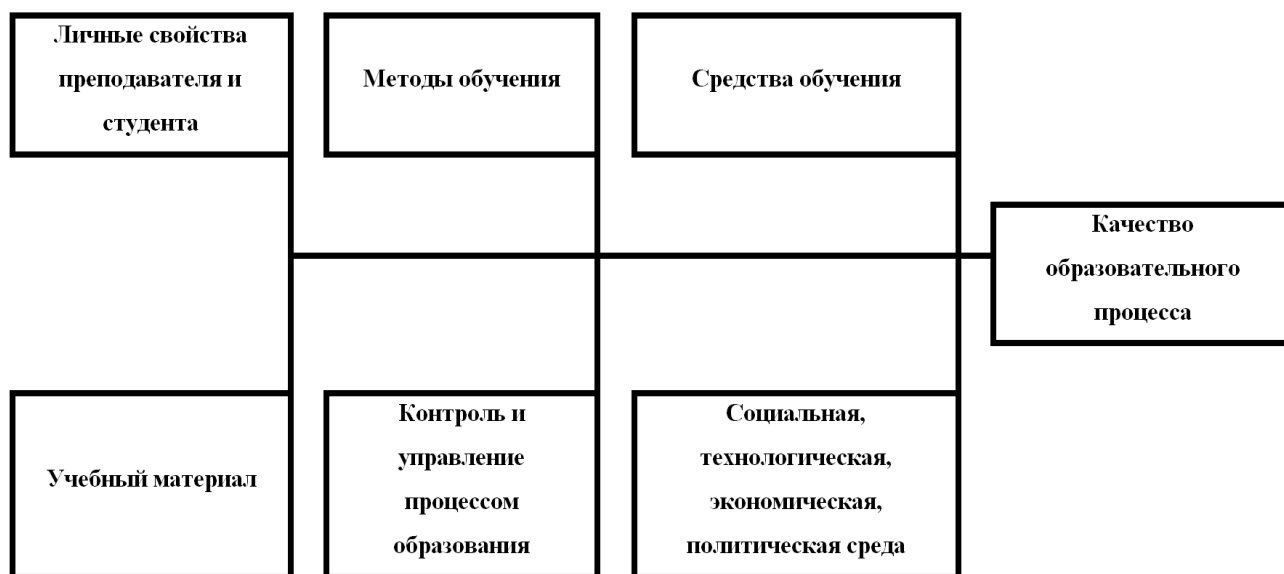 Личные свойства
преподавателя и
студента
Методы обучения
Средства обучения
Качество
образовательного
процесса
Учебный материал
Контроль и
управление
процессом
образования
Социальная,
технологическая,
экономическая,
политическая среда